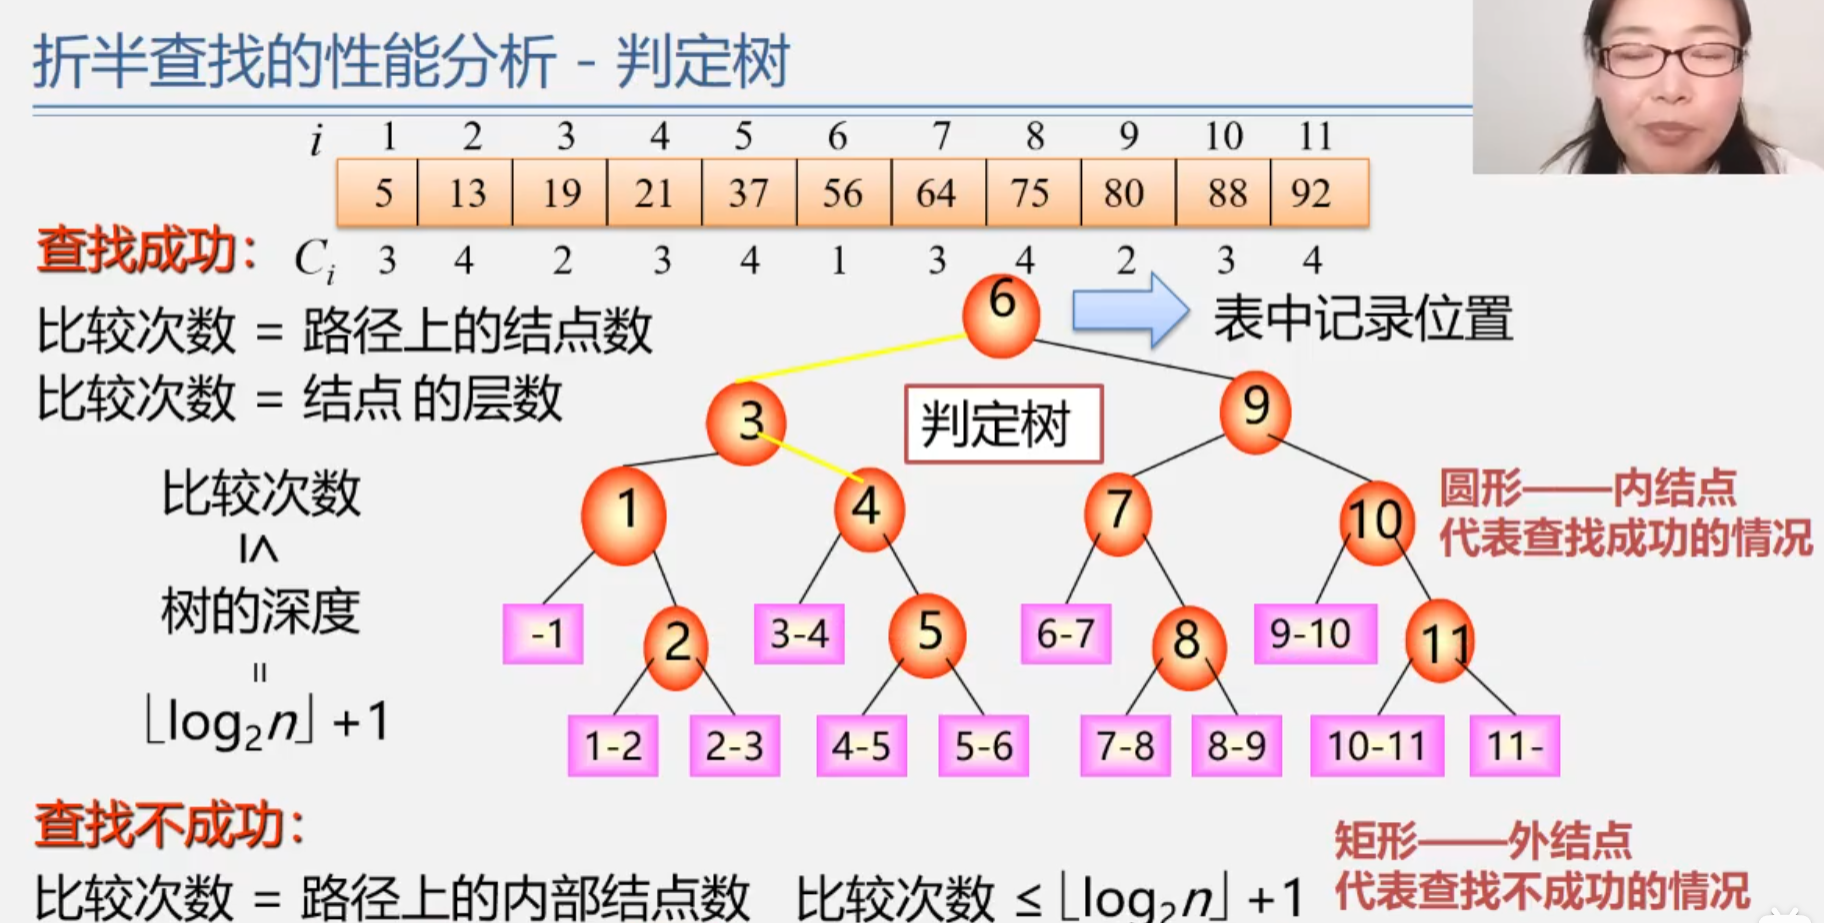 折半查找的性能分析 - 判定树
i 1 2 3 4 5 6 7 8 9 10 11
5 13 19 21 37 56 64 75 80 88 92
查找成功： Ci 3 4 2 3 4 1 3 4 2 3 4
比较次数 = 路径上的结点数
比较次数 = 结点 的层数
6
表中记录位置
3
判定树
9
1 4 7 10
圆形——内结点
代表查找成功的情况
比较次数
≤
树的深度
=
⌊log₂n⌋ +1
-1 2 3-4 5 6-7 8 9-10 11
1-2 2-3 4-5 5-6 7-8 8-9 10-11 11-
查找不成功：
比较次数 = 路径上的内部结点数 比较次数 ≤ ⌊log₂n⌋ +1
矩形——外结点
代表查找不成功的情况